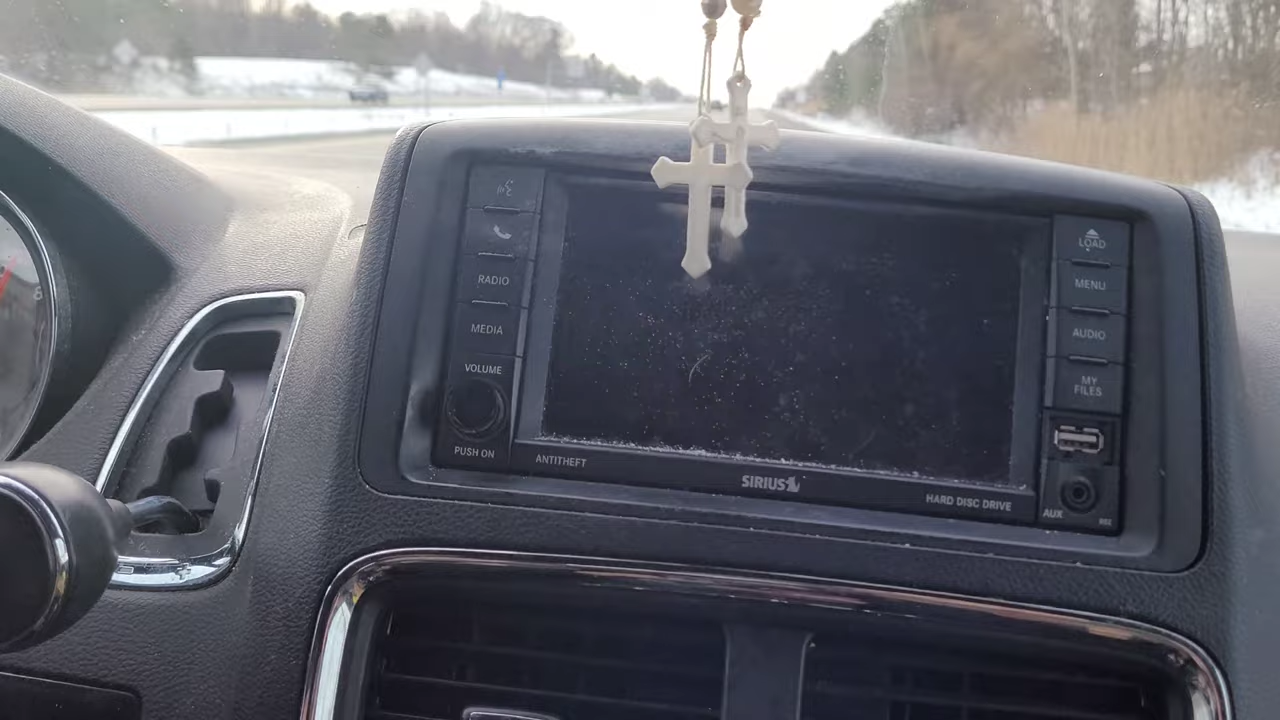 RADIO
MEDIA
VOLUME
PUSH ON
ANTITHEFT
SIRIUS
HARD DISC DRIVE
LOAD
MENU
AUDIO
MY
FILES
AUX